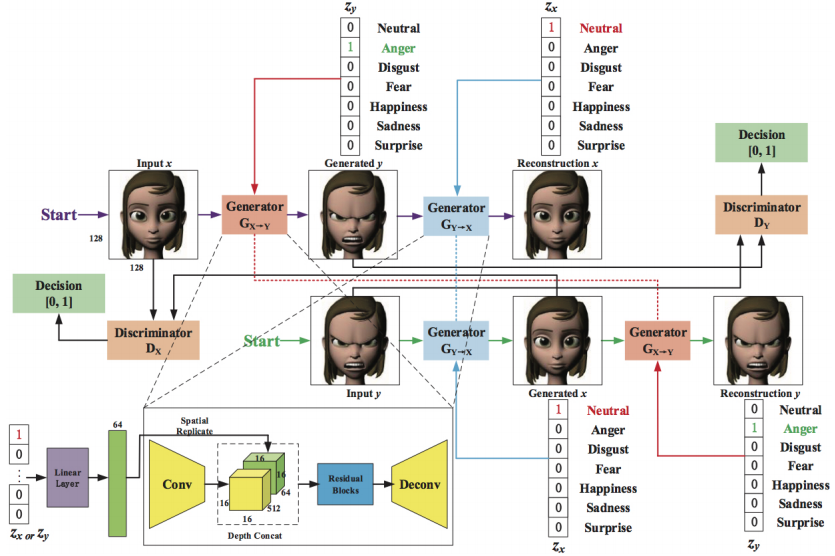 z_y
0 Neutral
1 Anger
0 Disgust
0 Fear
0 Happiness
0 Sadness
0 Surprise
z_x
1 Neutral
0 Anger
0 Disgust
0 Fear
0 Happiness
0 Sadness
0 Surprise
Input x
Generated y
Reconstruction x
Decision
[0, 1]
Start
128
128
Generator
G_{X→Y}
Generator
G_{Y→X}
Discriminator
D_Y
Decision
[0, 1]
Discriminator
D_X
Start
Generator
G_{Y→X}
Generator
G_{X→Y}
Input y
Generated x
Reconstruction y
1
0
0
0
z_x or z_y
Linear
Layer
64
Spatial
Replicate
Conv
16
16
64
16
512
16
Depth Concat
Residual
Blocks
Deconv
1 Neutral
0 Anger
0 Disgust
0 Fear
0 Happiness
0 Sadness
0 Surprise
z_x
0 Neutral
1 Anger
0 Disgust
0 Fear
0 Happiness
0 Sadness
0 Surprise
z_y